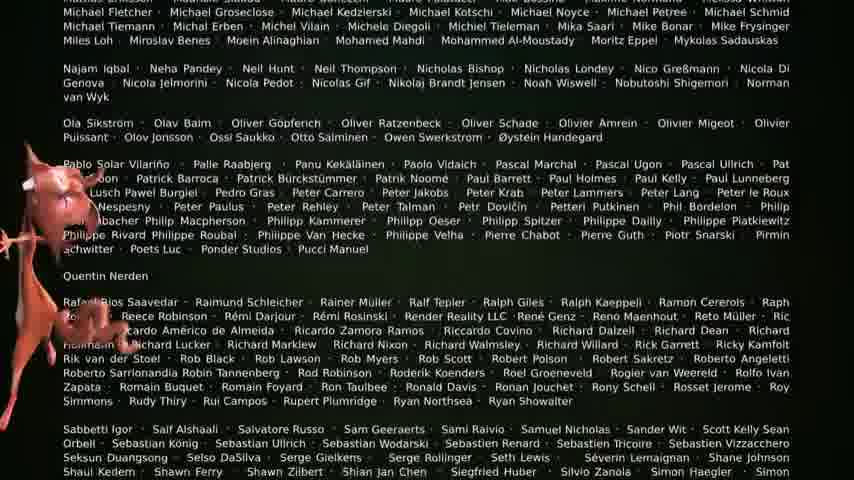 Michael Fletcher · Michael Groseclose · Michael Kedzierski · Michael Kotschi · Michael Noyce · Michael Petree · Michael Schmid
Michael Tiemann · Michal Erben · Michel Vilain · Michele Diegoli · Michiel Tieleman · Mika Saari · Mike Bonar · Mike Frysinger
Miles Loh · Miroslav Benes · Moein Alinaghian · Mohamed Mahdi · Mohammed Al-Moustady · Moritz Eppel · Mykolas Sadauskas
Najam Iqbal · Neha Pandey · Neil Hunt · Neil Thompson · Nicholas Bishop · Nicholas Londey · Nico Greßmann · Nicola Di
Genova · Nicola Jelmorini · Nicola Pedot · Nicolas Gif · Nikolaj Brandt Jensen · Noah Wiswell · Nobutoshi Shigemori · Norman
van Wyk
Ola Sikström · Olav Balm · Oliver Göpferich · Oliver Ratzenbeck · Oliver Schade · Olivier Amrein · Olivier Migeot · Olivier
Puissant · Olov Jonsson · Ossi Saukko · Otto Salminen · Owen Swerkstrom · Øystein Handegard
Pablo Solar Vilariño · Palle Raabjerg · Panu Kekäläinen · Paolo Vidaich · Pascal Marchal · Pascal Ugon · Pascal Ullrich · Pat
Patrick Barroca · Patrick Bürckstümmer · Patrik Noomé · Paul Barrett · Paul Holmes · Paul Kelly · Paul Lunneberg
Lusch Pawel Burgiel · Pedro Gras · Peter Carrero · Peter Jakobs · Peter Krab · Peter Lammers · Peter Lang · Peter le Roux
Nespesny · Peter Paulus · Peter Rehley · Peter Talman · Petr Dovičín · Petteri Putkinen · Phil Bordelon · Philip
Philip Macpherson · Philipp Kammerer · Philipp Oeser · Philipp Spitzer · Philippe Dailly · Philippe Piatkiewitz
Philippe Rivard Philippe Roubal · Philippe Van Hecke · Philippe Velha · Pierre Chabot · Pierre Guth · Piotr Snarski · Pirmin
Schwitter · Poets Luc · Ponder Studios · Pucci Manuel
Quentin Nerden
Rafael Rios Saavedar · Raimund Schleicher · Rainer Müller · Ralf Tepler · Ralph Giles · Ralph Kaeppeli · Ramon Cererols · Raph
Reece Robinson · Rémi Darjour · Rémi Rosinski · Render Reality LLC · René Genz · Reno Maenhout · Reto Müller · Ric
Américo de Almeida · Ricardo Zamora Ramos · Riccardo Covino · Richard Dalzell · Richard Dean · Richard
Richard Lucker · Richard Marklew · Richard Nixon · Richard Walmsley · Richard Willard · Rick Garrett · Ricky Kamfolt
Rik van der Stoel · Rob Black · Rob Lawson · Rob Myers · Rob Scott · Robert Polson · Robert Sakretz · Roberto Angeletti
Roberto Sarrionandia Robin Tannenberg · Rod Robinson · Roderik Koenders · Roel Groeneveld · Rogier van Weereld · Rolfo Ivan
Zapata · Romain Buquet · Romain Foyard · Ron Taulbee · Ronald Davis · Ronan Jouchet · Rony Schell · Rosset Jerome · Roy
Simmons · Rudy Thiry · Rui Campos · Rupert Plumridge · Ryan Northsea · Ryan Showalter
Sabbetti Igor · Saif Alshaali · Salvatore Russo · Sam Geeraerts · Sami Raivio · Samuel Nicholas · Sander Wit · Scott Kelly Sean
Orbell · Sebastian König · Sebastian Ullrich · Sebastian Wodarski · Sebastien Renard · Sebastien Tricoire · Sebastien Vizzacchero
Seksun Duangsong · Selso DaSilva · Serge Gielkens · Serge Rollinger · Seth Lewis · Séverin Lemaignan · Shane Johnson
Shaul Kedem · Shawn Ferry · Shawn Zilbert · Shian Jan Chen · Siegfried Huber · Silvio Zanola · Simon Haegler · Simon